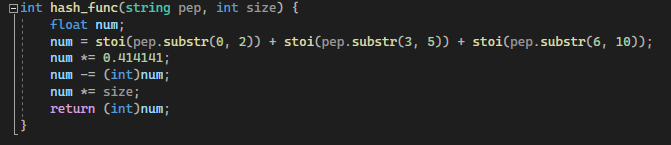 int hash_func(string pep, int size) {
float num;
num = stoi(pep.substr(0, 2)) + stoi(pep.substr(3, 5)) + stoi(pep.substr(6, 10));
num *= 0.414141;
num -= (int)num;
num *= size;
return (int)num;
}